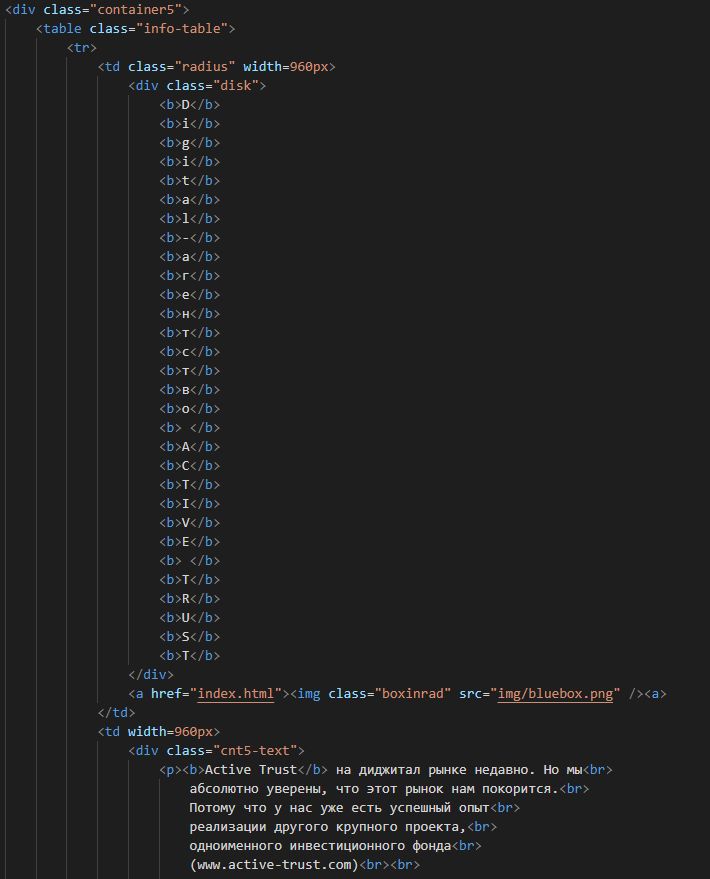 <div class="container5">
<table class="info-table">
<tr>
<td class="radius" width=960px>
<div class="disk">
<b>D</b>
<b>i</b>
<b>g</b>
<b>i</b>
<b>t</b>
<b>a</b>
<b>l</b>
<b>-</b>
<b>а</b>
<b>г</b>
<b>е</b>
<b>н</b>
<b>т</b>
<b>с</b>
<b>т</b>
<b>в</b>
<b>о</b>
<b> </b>
<b>A</b>
<b>C</b>
<b>T</b>
<b>I</b>
<b>V</b>
<b>E</b>
<b> </b>
<b>T</b>
<b>R</b>
<b>U</b>
<b>S</b>
<b>T</b>
</div>
<a href="index.html"><img class="boxinrad" src="img/bluebox.png" /><a>
</td>
<td width=960px>
<div class="cnt5-text">
<p><b>Active Trust</b> на диджитал рынке недавно. Но мы<br>
абсолютно уверены, что этот рынок нам покорится.<br>
Потому что у нас уже есть успешный опыт<br>
реализации другого крупного проекта,<br>
одноименного инвестиционного фонда<br>
(www.active-trust.com)<br><br>